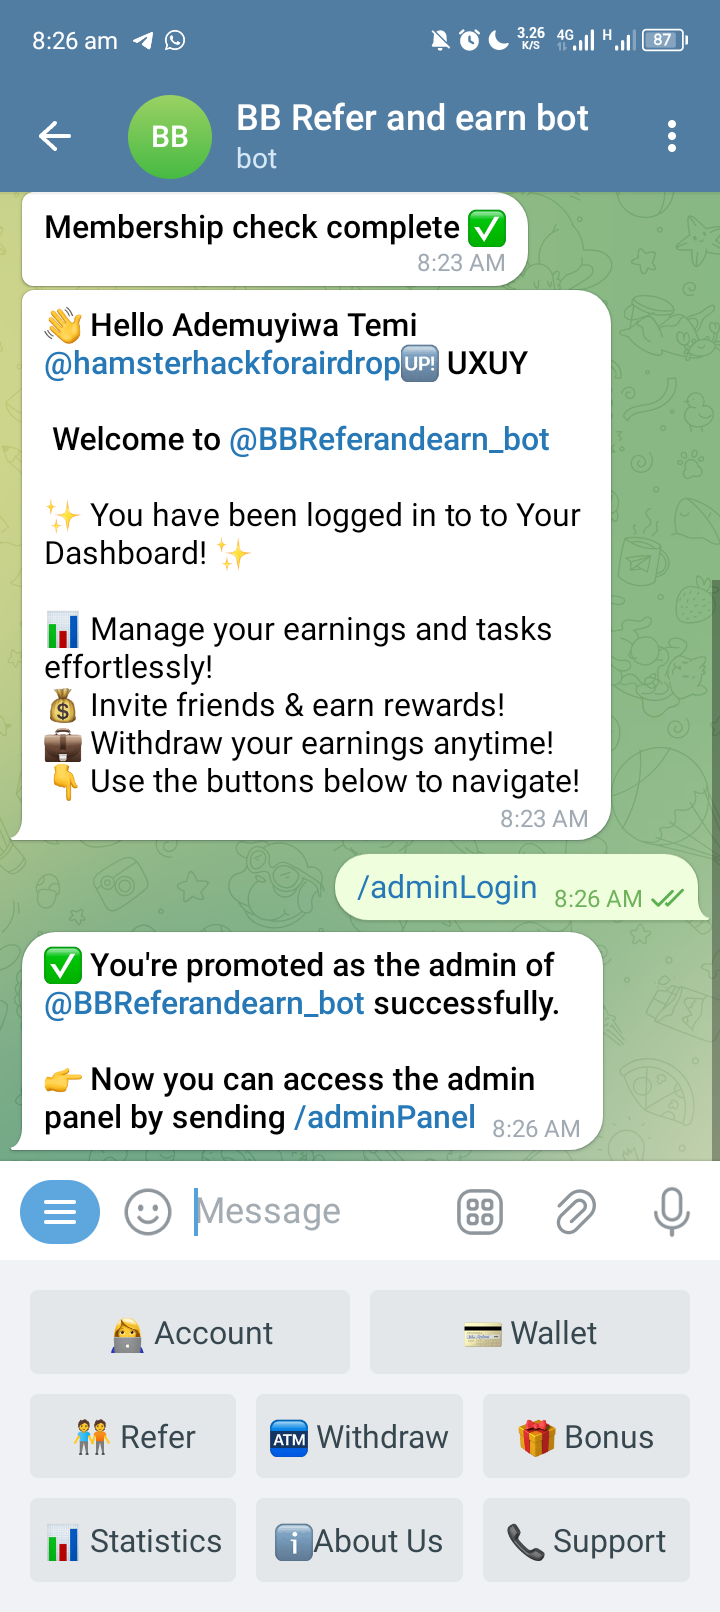 8:26 am 3.26 K/S 4G H 87
BB BB Refer and earn bot
bot
Membership check complete ✅
8:23 AM
👋 Hello Ademuyiwa Temi
@hamsterhackforairdrop🆙 UXUY
Welcome to @BBReferandearn_bot
✨ You have been logged in to to Your
Dashboard! ✨
📊 Manage your earnings and tasks
effortlessly!
💰 Invite friends & earn rewards!
💼 Withdraw your earnings anytime!
👇 Use the buttons below to navigate!
8:23 AM
/adminLogin 8:26 AM
✅ You're promoted as the admin of
@BBReferandearn_bot successfully.
👉 Now you can access the admin
panel by sending /adminPanel 8:26 AM
Message
👩‍💻 Account 💳 Wallet
🧑‍🤝‍🧑 Refer 🏧 Withdraw 🎁 Bonus
📊 Statistics ℹ️About Us 📞 Support